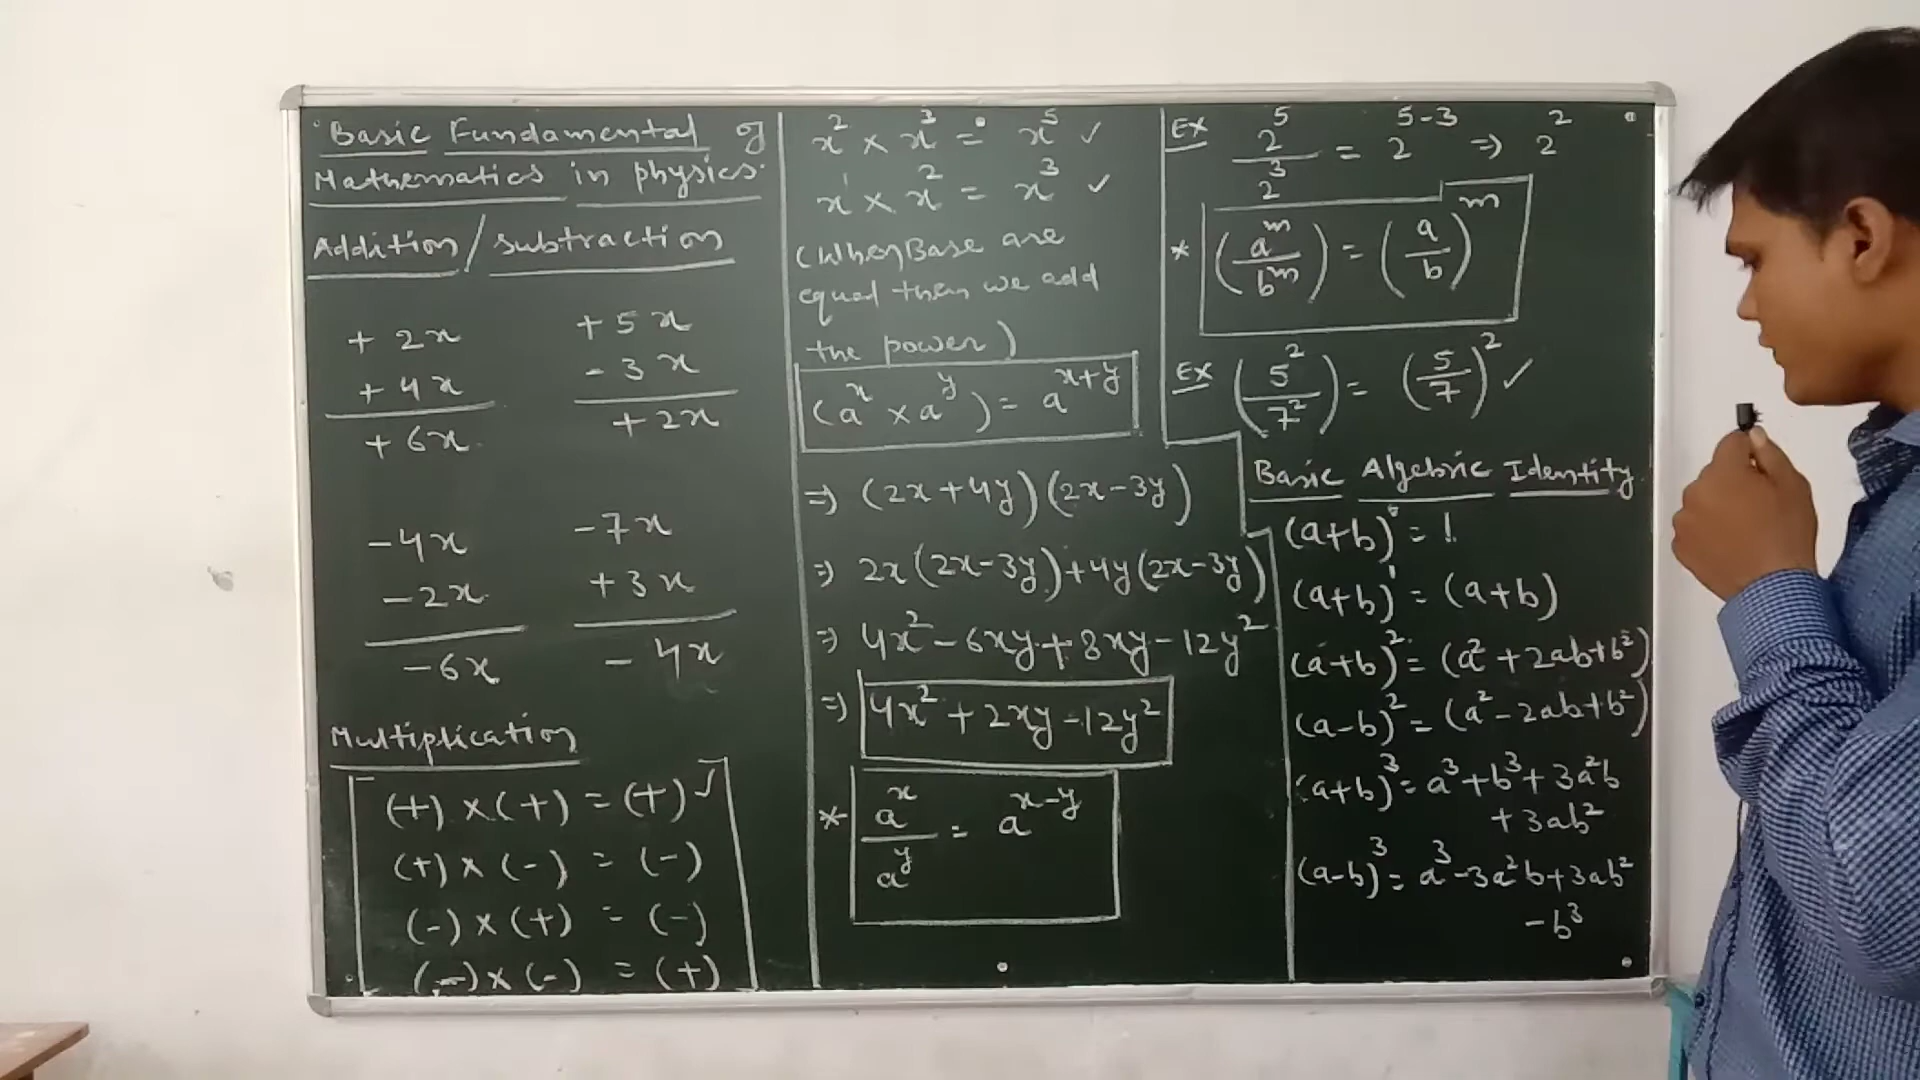 Basic Fundamental of
Mathematics in physics.
Addition/subtraction
+ 2x
+ 4x
+ 6x
+ 5x
- 3x
+ 2x
- 4x
- 2x
- 6x
- 7x
+ 3x
- 4x
Multiplication
(+) × (+) = (+) ✓
(+) × (-) = (-)
(-) × (+) = (-)
(-) × (-) = (+)
x² × x³ = x⁵ ✓
x¹ × x² = x³ ✓
(When Base are
equal then we add
the power)
(aˣ × aʸ) = aˣ⁺ʸ
⇒ (2x+4y)(2x-3y)
⇒ 2x(2x-3y)+4y(2x-3y)
⇒ 4x² - 6xy + 8xy - 12y²
⇒ 4x² + 2xy - 12y²
* aˣ/aʸ = aˣ⁻ʸ
Ex 2⁵/2³ = 2⁵⁻³ ⇒ 2²
* (aᵐ/bᵐ) = (a/b)ᵐ
Ex (5²/7²) = (5/7)² ✓
Basic Algebric Identity
(a+b)⁰ = 1.
(a+b)¹ = (a+b)
(a+b)² = (a² + 2ab + b²)
(a-b)² = (a² - 2ab + b²)
(a+b)³ = a³ + b³ + 3a²b
+ 3ab²
(a-b)³ = a³ - 3a²b + 3ab²
- b³